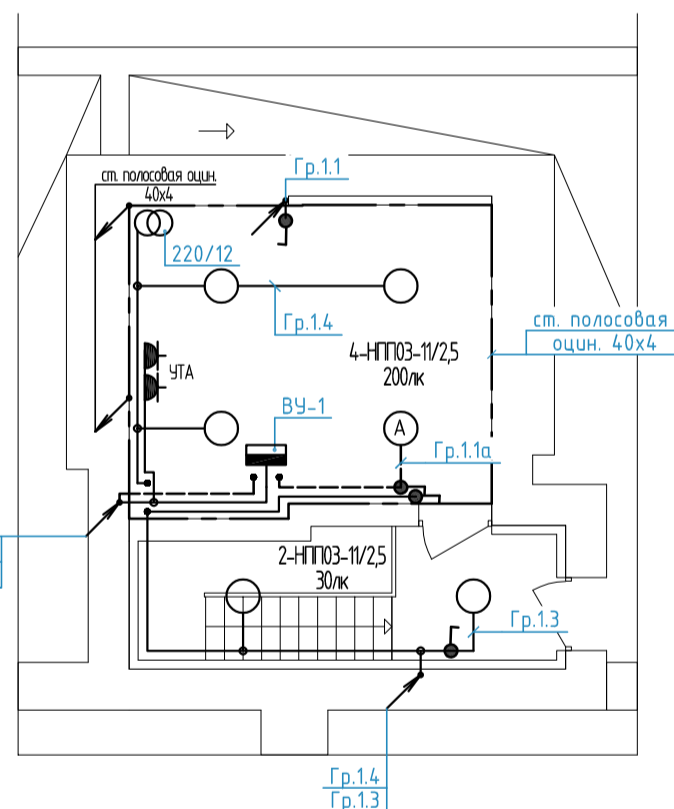 Гр.1.1
ст. полосовая оцин.
40x4
220/12
Гр.1.4
ст. полосовая
оцин. 40x4
4-НПП03-11/2,5
200лк
УТА
ВУ-1
А
Гр.1.1а
2-НПП03-11/2,5
30лк
Гр.1.3
Гр.1.4
Гр.1.3